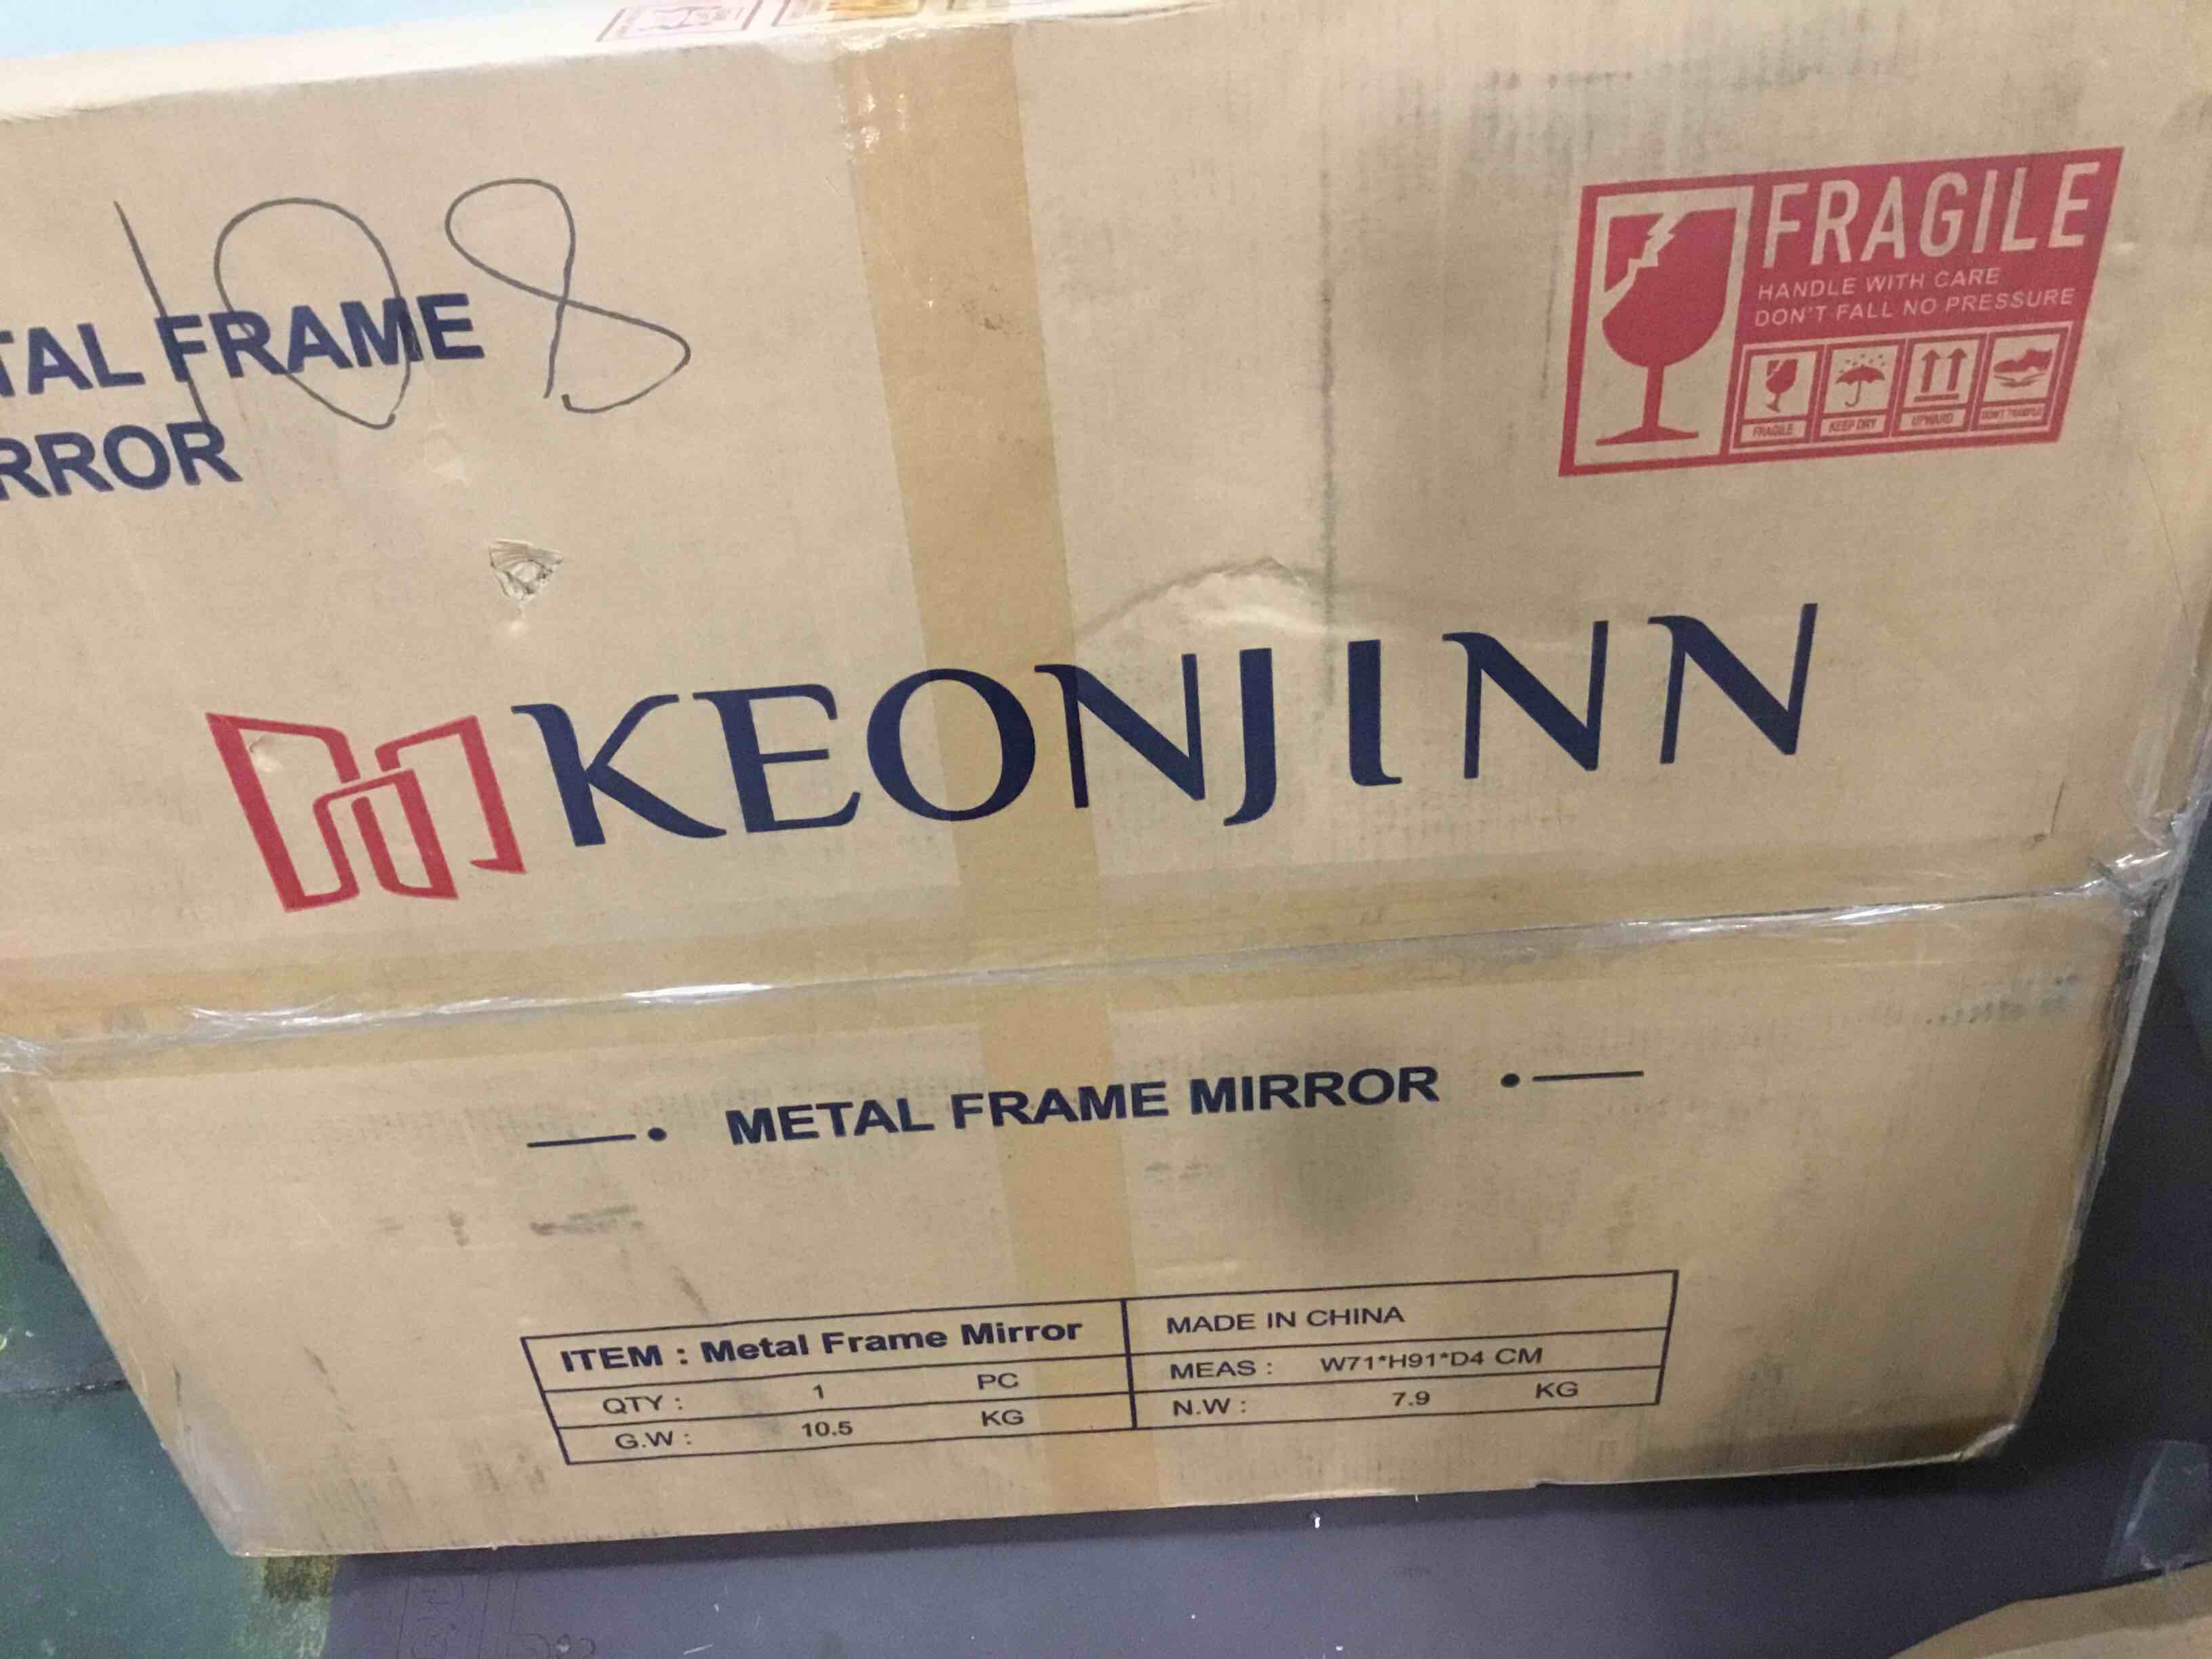 108
TAL FRAME
RROR
FRAGILE
HANDLE WITH CARE
DON'T FALL NO PRESSURE
FRAGILE KEEP DRY UPWARD DON'T TRAMPLE
KEONJINN
METAL FRAME MIRROR
ITEM : Metal Frame Mirror MADE IN CHINA
QTY : 1 PC MEAS : W71*H91*D4 CM
G.W : 10.5 KG N.W : 7.9 KG